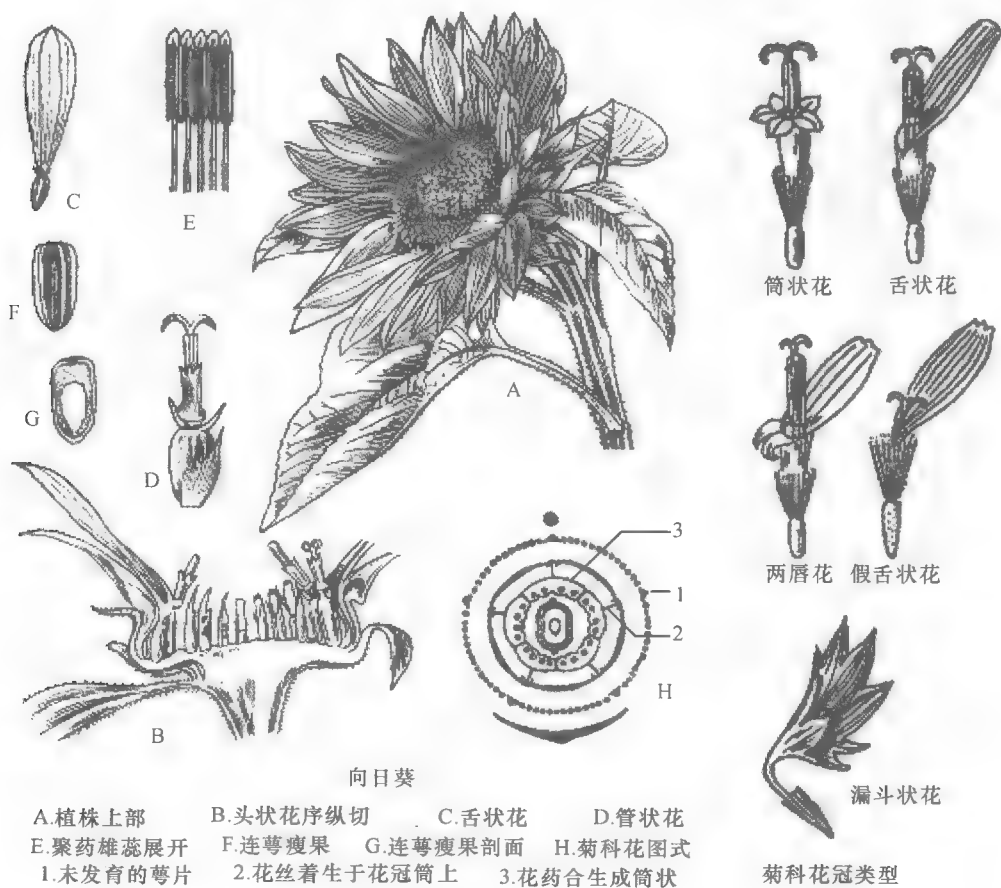 C
E
F
G
D
A
B
3
1
2
H
筒状花 舌状花
两唇花 假舌状花
漏斗状花
向日葵
A.植株上部 B.头状花序纵切 C.舌状花 D.管状花
E.聚药雄蕊展开 F.连萼瘦果 G.连萼瘦果剖面 H.菊科花图式
1.未发育的萼片 2.花丝着生于花冠筒上 3.花药合生成筒状
菊科花冠类型